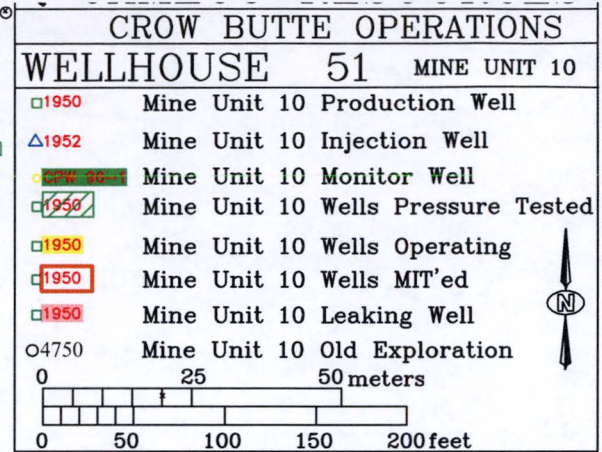 CROW BUTTE OPERATIONS
WELLHOUSE 51 MINE UNIT 10
1950 Mine Unit 10 Production Well
1952 Mine Unit 10 Injection Well
Mine Unit 10 Monitor Well
1950 Mine Unit 10 Wells Pressure Tested
1950 Mine Unit 10 Wells Operating
1950 Mine Unit 10 Wells MIT'ed
1950 Mine Unit 10 Leaking Well
4750 Mine Unit 10 Old Exploration
N
0 25 50 meters
0 50 100 150 200 feet